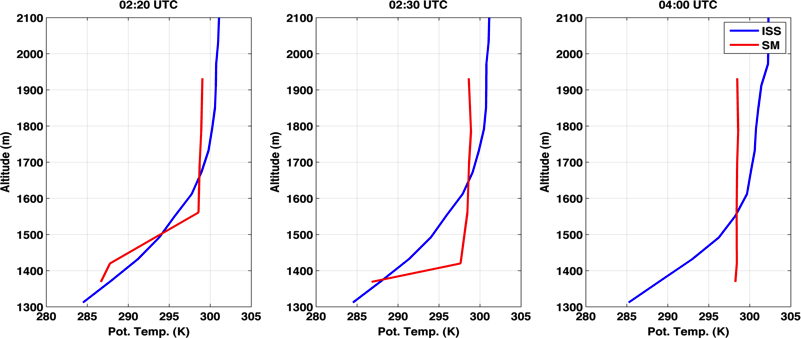 02:20 UTC
2100
2000
1900
1800
1700
1600
1500
1400
1300
Altitude (m)
280 285 290 295 300 305
Pot. Temp. (K)
02:30 UTC
2100
2000
1900
1800
1700
1600
1500
1400
1300
Altitude (m)
280 285 290 295 300 305
Pot. Temp. (K)
04:00 UTC
ISS
SM
2100
2000
1900
1800
1700
1600
1500
1400
1300
Altitude (m)
280 285 290 295 300 305
Pot. Temp. (K)